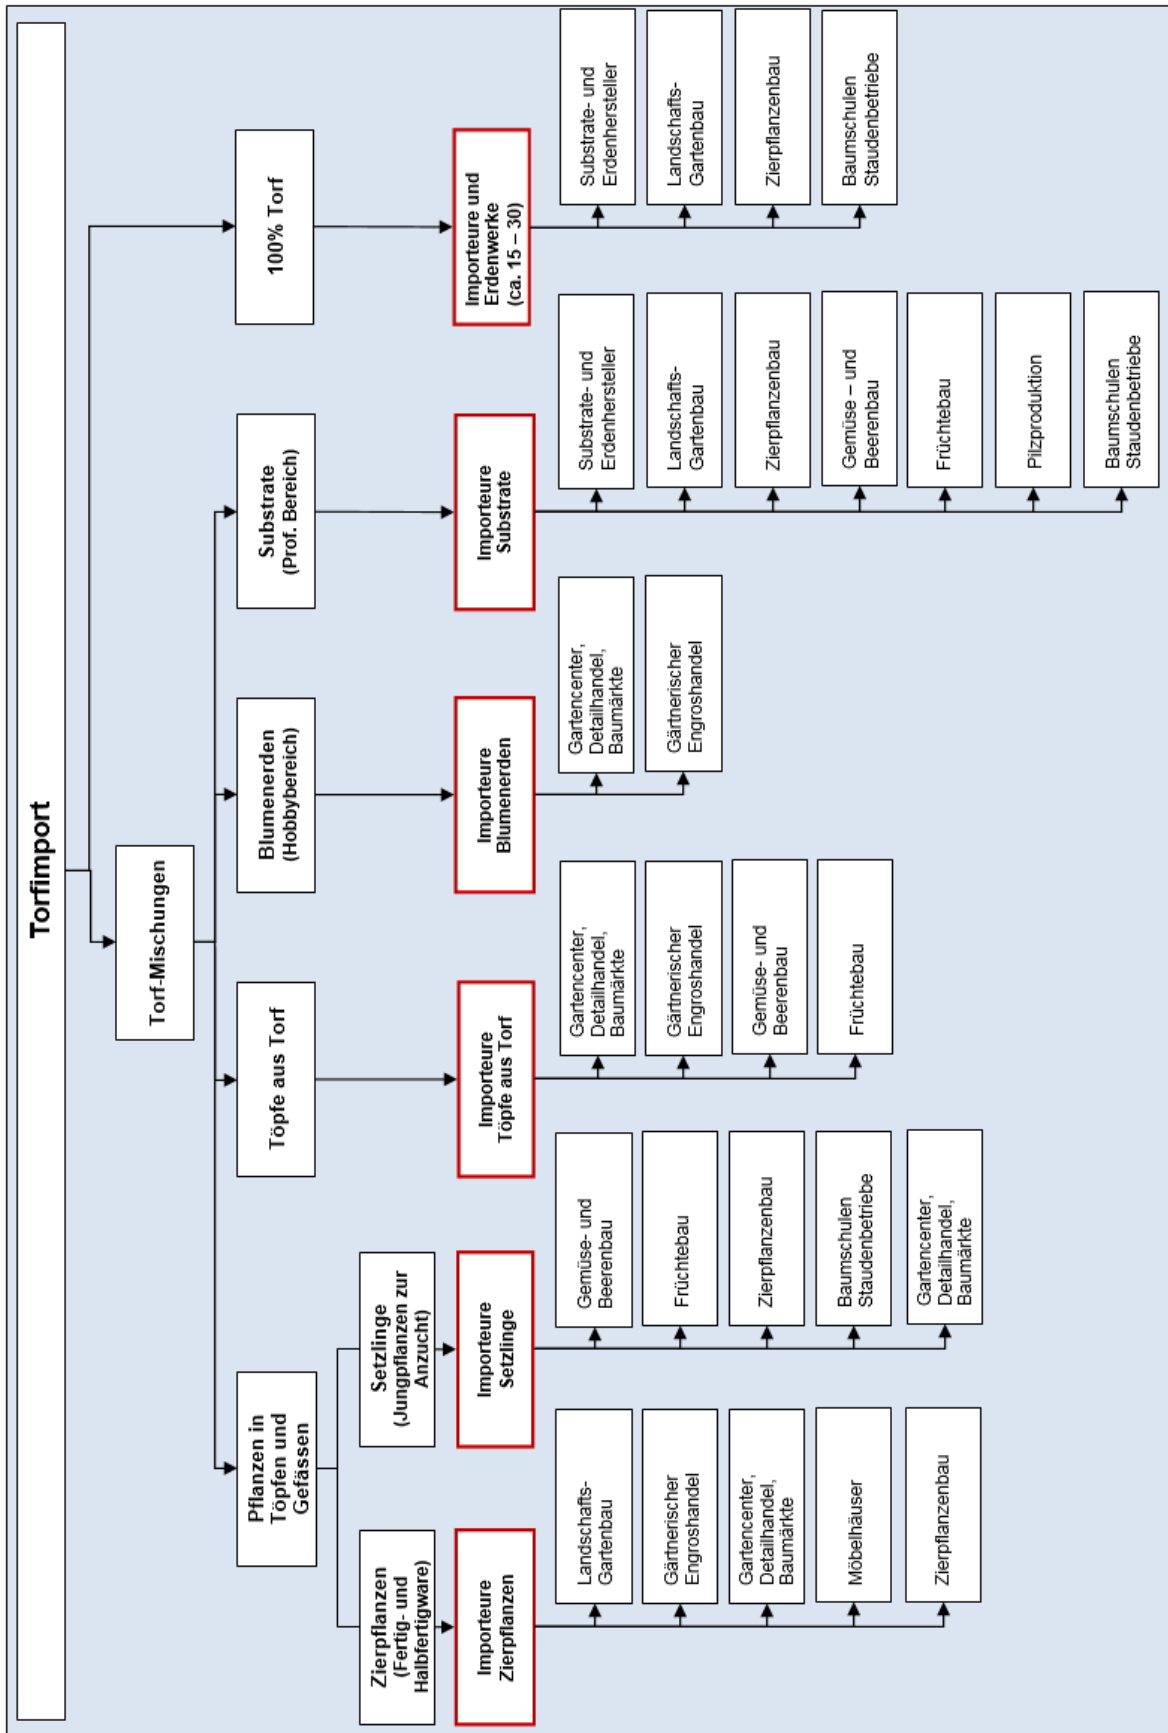 Torfimport
Torf-Mischungen
Pflanzen in
Töpfen und
Gefässen
Töpfe aus Torf
Blumenerden
(Hobbybereich)
Substrate
(Prof. Bereich)
100% Torf
Zierpflanzen
(Fertig- und
Halbfertigware)
Setzlinge
(Jungpflanzen zur
Anzucht)
Importeure
Zierpflanzen
Importeure
Setzlinge
Importeure
Töpfe aus Torf
Importeure
Blumenerden
Importeure
Substrate
Importeure und
Erdenwerke
(ca. 15 – 30)
Landschafts-
Gartenbau
Gärtnerischer
Engroshandel
Gartencenter,
Detailhandel,
Baumärkte
Möbelhäuser
Zierpflanzenbau
Gemüse- und
Beerenbau
Früchtebau
Zierpflanzenbau
Baumschulen
Staudenbetriebe
Gartencenter,
Detailhandel,
Baumärkte
Gartencenter,
Detailhandel,
Baumärkte
Gärtnerischer
Engroshandel
Gemüse- und
Beerenbau
Früchtebau
Gartencenter,
Detailhandel,
Baumärkte
Gärtnerischer
Engroshandel
Substrate- und
Erdenhersteller
Landschafts-
Gartenbau
Zierpflanzenbau
Gemüse – und
Beerenbau
Früchtebau
Pilzproduktion
Baumschulen
Staudenbetriebe
Substrate- und
Erdenhersteller
Landschafts-
Gartenbau
Zierpflanzenbau
Baumschulen
Staudenbetriebe